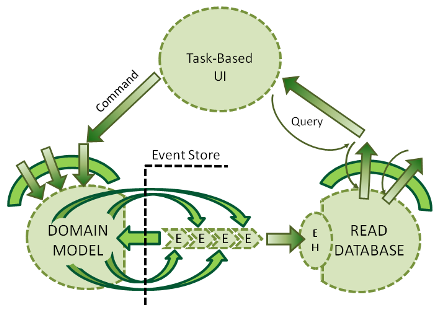 Task-Based
UI
Command
Query
Event Store
DOMAIN
MODEL
E E E E
E
H
READ
DATABASE